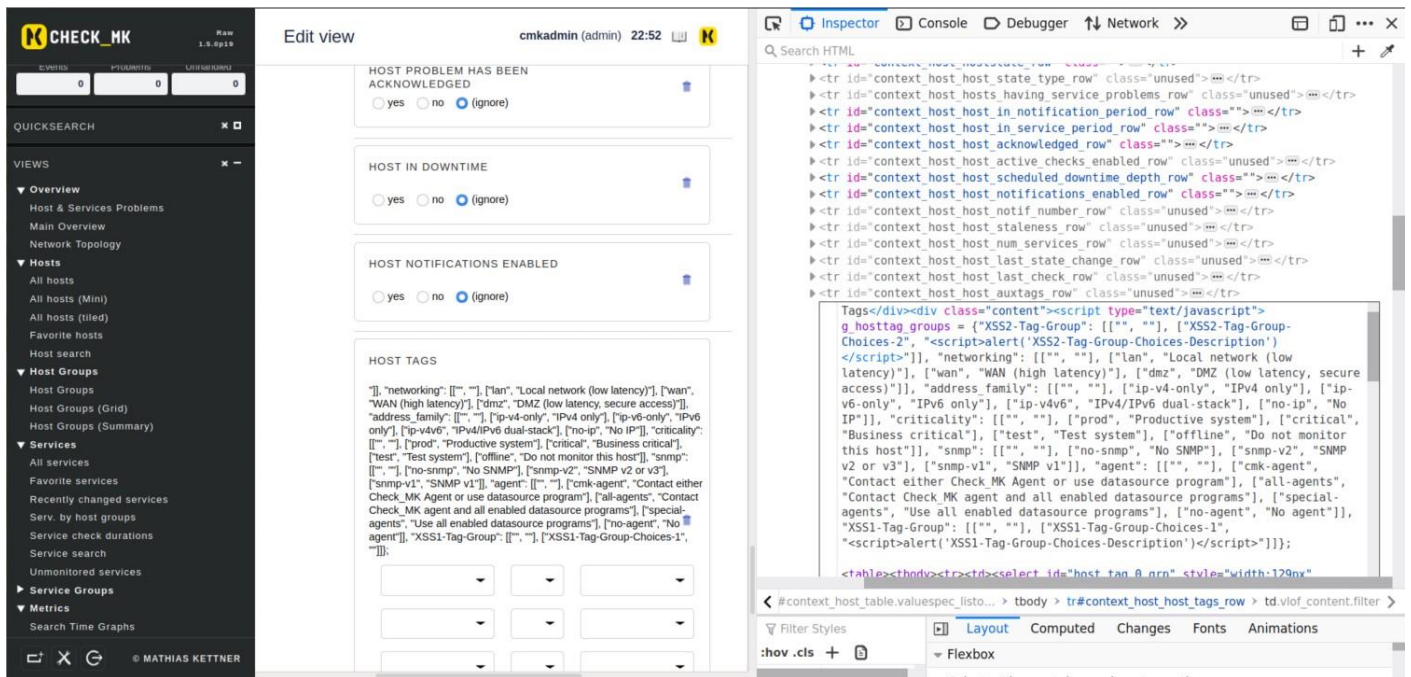 CHECK_MK
Raw
1.5.0p19
Events Problems Unhandled
0 0 0
QUICKSEARCH
VIEWS
Overview
Host & Services Problems
Main Overview
Network Topology
Hosts
All hosts
All hosts (Mini)
All hosts (tiled)
Favorite hosts
Host search
Host Groups
Host Groups
Host Groups (Grid)
Host Groups (Summary)
Services
All services
Favorite services
Recently changed services
Serv. by host groups
Service check durations
Service search
Unmonitored services
Service Groups
Metrics
Search Time Graphs
© MATHIAS KETTNER
Edit view
cmkadmin (admin) 22:52
HOST PROBLEM HAS BEEN
ACKNOWLEDGED
yes no (ignore)
HOST IN DOWNTIME
yes no (ignore)
HOST NOTIFICATIONS ENABLED
yes no (ignore)
HOST TAGS
"]], "networking": [["", ""], ["lan", "Local network (low latency)"], ["wan",
"WAN (high latency)"], ["dmz", "DMZ (low latency, secure access)"]],
"address_family": [["", ""], ["ip-v4-only", "IPv4 only"], ["ip-v6-only", "IPv6
only"], ["ip-v4v6", "IPv4/IPv6 dual-stack"], ["no-ip", "No IP"]], "criticality":
[["", ""], ["prod", "Productive system"], ["critical", "Business critical"],
["test", "Test system"], ["offline", "Do not monitor this host"]], "snmp":
[["", ""], ["no-snmp", "No SNMP"], ["snmp-v2", "SNMP v2 or v3"],
["snmp-v1", "SNMP v1"]], "agent": [["", ""], ["cmk-agent", "Contact either
Check_MK Agent or use datasource program"], ["all-agents", "Contact
Check_MK agent and all enabled datasource programs"], ["special-
agents", "Use all enabled datasource programs"], ["no-agent", "No
agent"]], "XSS1-Tag-Group": [["", ""], ["XSS1-Tag-Group-Choices-1",
""]]};
Inspector Console Debugger Network
Search HTML
<tr id="context_host_hoststate_row" class="">
<tr id="context_host_host_state_type_row" class="unused"></tr>
<tr id="context_host_hosts_having_service_problems_row" class="unused"></tr>
<tr id="context_host_host_in_notification_period_row" class=""></tr>
<tr id="context_host_host_in_service_period_row" class=""></tr>
<tr id="context_host_host_acknowledged_row" class=""></tr>
<tr id="context_host_host_active_checks_enabled_row" class="unused"></tr>
<tr id="context_host_host_scheduled_downtime_depth_row" class=""></tr>
<tr id="context_host_host_notifications_enabled_row" class=""></tr>
<tr id="context_host_host_notif_number_row" class="unused"></tr>
<tr id="context_host_host_staleness_row" class="unused"></tr>
<tr id="context_host_host_num_services_row" class="unused"></tr>
<tr id="context_host_host_last_state_change_row" class="unused"></tr>
<tr id="context_host_host_last_check_row" class="unused"></tr>
<tr id="context_host_host_auxtags_row" class="unused"></tr>
Tags</div><div class="content"><script type="text/javascript">
g_hosttag_groups = {"XSS2-Tag-Group": [["", ""], ["XSS2-Tag-Group-
Choices-2", "<script>alert('XSS2-Tag-Group-Choices-Description')
</script>"]], "networking": [["", ""], ["lan", "Local network (low
latency)"], ["wan", "WAN (high latency)"], ["dmz", "DMZ (low latency, secure
access)"]], "address_family": [["", ""], ["ip-v4-only", "IPv4 only"], ["ip-
v6-only", "IPv6 only"], ["ip-v4v6", "IPv4/IPv6 dual-stack"], ["no-ip", "No
IP"]], "criticality": [["", ""], ["prod", "Productive system"], ["critical",
"Business critical"], ["test", "Test system"], ["offline", "Do not monitor
this host"]], "snmp": [["", ""], ["no-snmp", "No SNMP"], ["snmp-v2", "SNMP
v2 or v3"], ["snmp-v1", "SNMP v1"]], "agent": [["", ""], ["cmk-agent",
"Contact either Check_MK Agent or use datasource program"], ["all-agents",
"Contact Check_MK agent and all enabled datasource programs"], ["special-
agents", "Use all enabled datasource programs"], ["no-agent", "No agent"]],
"XSS1-Tag-Group": [["", ""], ["XSS1-Tag-Group-Choices-1",
"<script>alert('XSS1-Tag-Group-Choices-Description')</script>"]]};
<table><tbody><tr><td><select id="host_tag_0_grp" style="width:129px"
#context_host_table.valuespec_listo... > tbody > tr#context_host_host_tags_row > td.vlof_content.filter
Filter Styles
:hov .cls +
Layout Computed Changes Fonts Animations
Flexbox